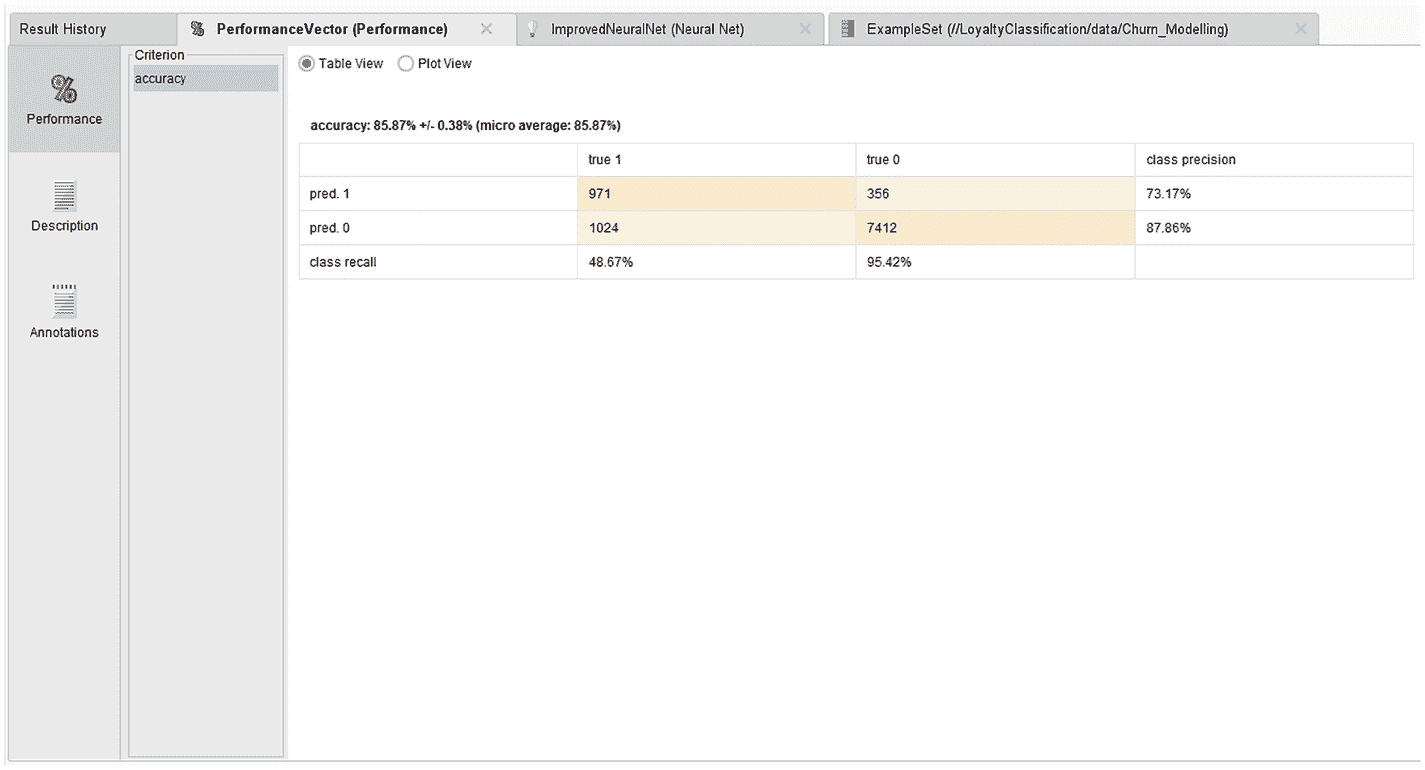 Result History
PerformanceVector (Performance)
ImprovedNeuralNet (Neural Net)
ExampleSet (//LoyaltyClassification/data/Churn_Modelling)
%
Performance
Description
Annotations
Criterion
accuracy
Table View Plot View
accuracy: 85.87% +/- 0.38% (micro average: 85.87%)
true 1 true 0 class precision
pred. 1 971 356 73.17%
pred. 0 1024 7412 87.86%
class recall 48.67% 95.42%